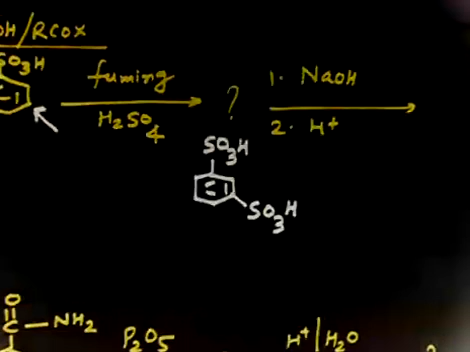 OH/RCOX
SO3H
fuming
H2SO4
?
1. NaOH
2. H+
SO3H
SO3H
O
C - NH2
P2O5
H+/H2O